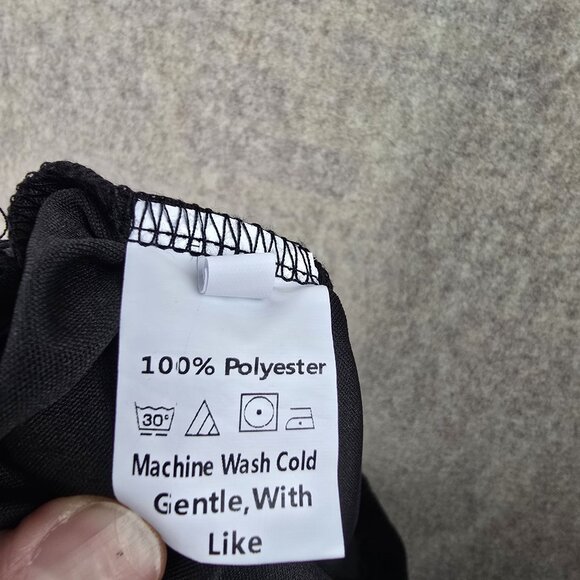 100% Polyester
30°
Machine Wash Cold
Gentle,With
Like